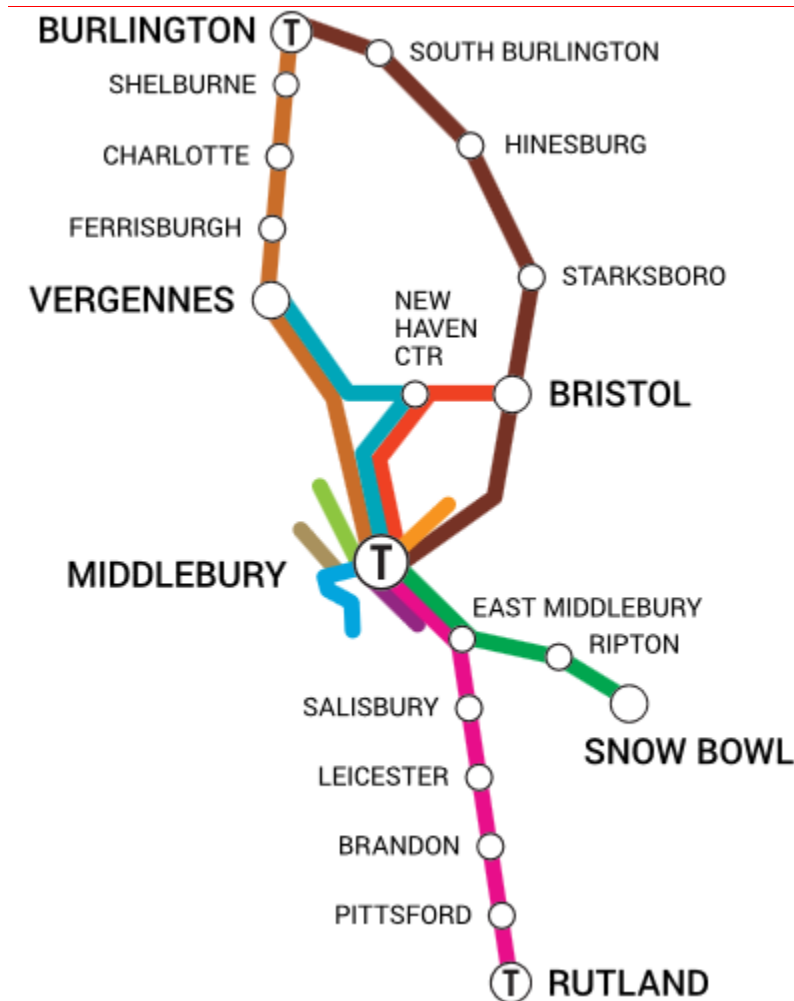 BURLINGTON
T
SOUTH BURLINGTON
SHELBURNE
HINESBURG
CHARLOTTE
FERRISBURGH
STARKSBORO
VERGENNES
NEW
HAVEN
CTR
BRISTOL
T
MIDDLEBURY
EAST MIDDLEBURY
RIPTON
SALISBURY
SNOW BOWL
LEICESTER
BRANDON
PITTSFORD
T
RUTLAND